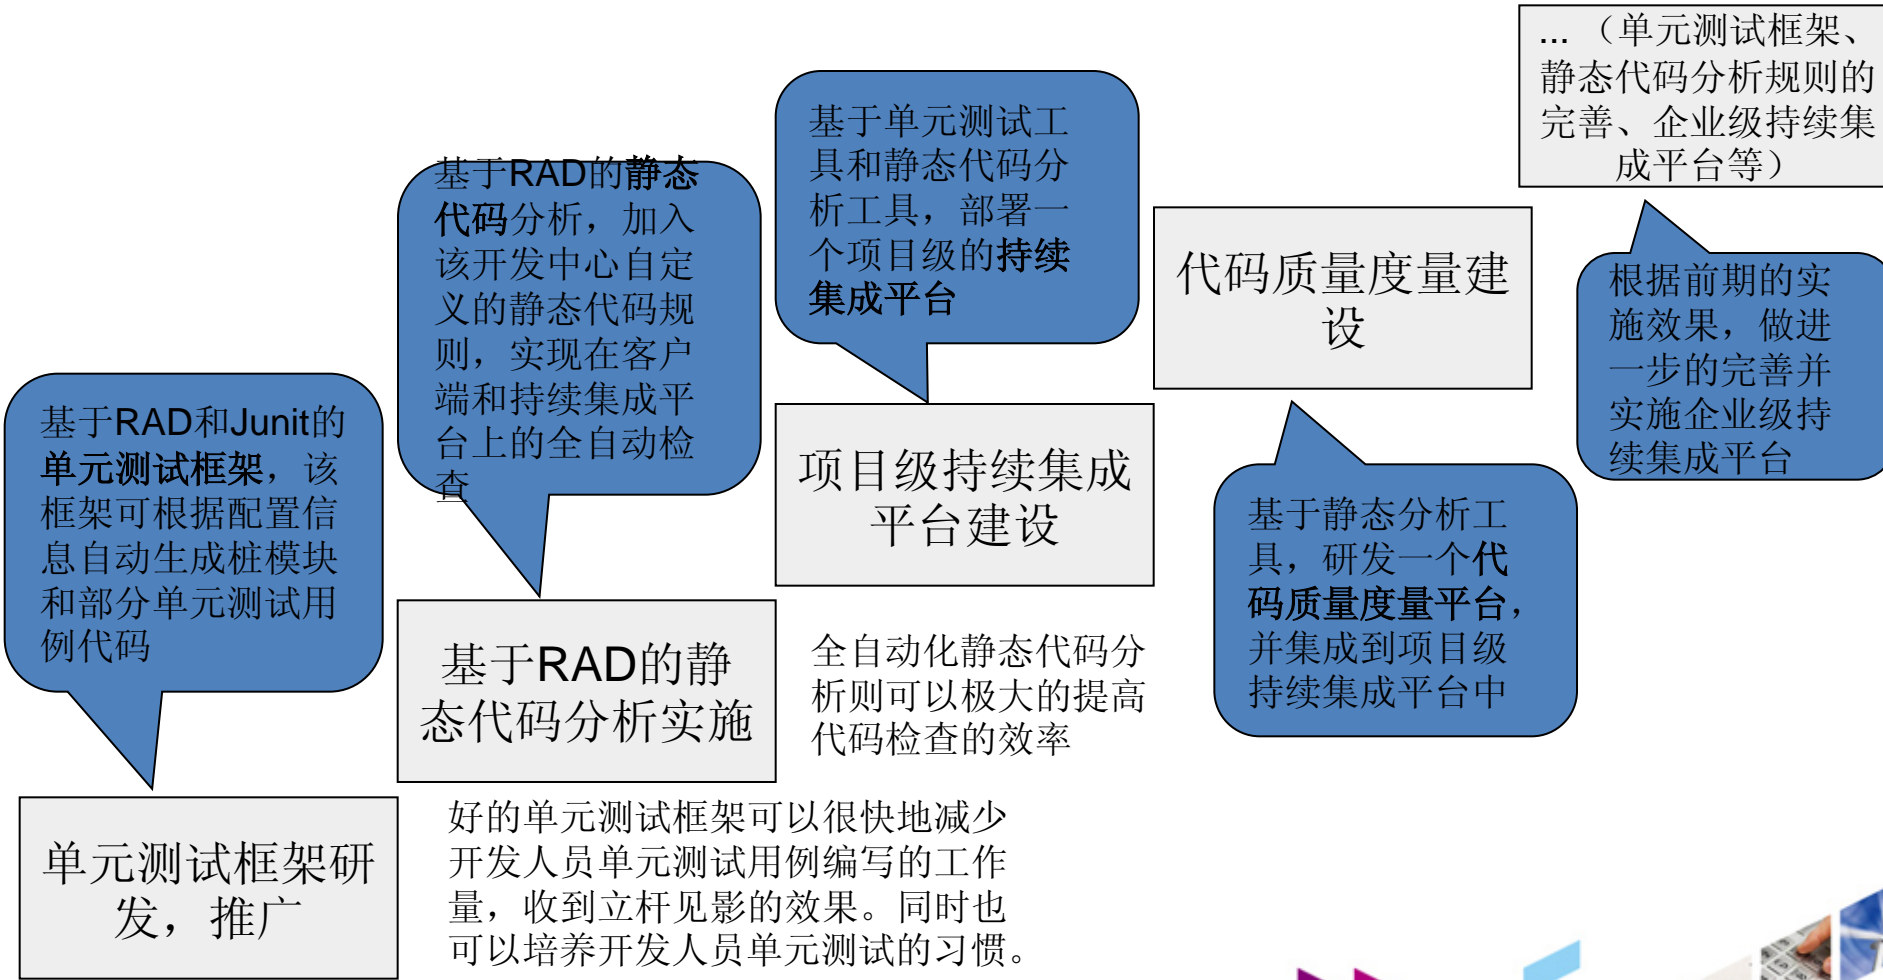 基于RAD和Junit的
单元测试框架，该
框架可根据配置信
息自动生成桩模块
和部分单元测试用
例代码
单元测试框架研
发，推广
基于RAD的静态
代码分析，加入
该开发中心自定
义的静态代码规
则，实现在客户
端和持续集成平
台上的全自动检
查
基于RAD的静
态代码分析实施
好的单元测试框架可以很快地减少
开发人员单元测试用例编写的工作
量，收到立杆见影的效果。同时也
可以培养开发人员单元测试的习惯。
基于单元测试工
具和静态代码分
析工具，部署一
个项目级的持续
集成平台
项目级持续集成
平台建设
全自动化静态代码分
析则可以极大的提高
代码检查的效率
代码质量度量建
设
基于静态分析工
具，研发一个代
码质量度量平台，
并集成到项目级
持续集成平台中
...（单元测试框架、
静态代码分析规则的
完善、企业级持续集
成平台等）
根据前期的实
施效果，做进
一步的完善并
实施企业级持
续集成平台